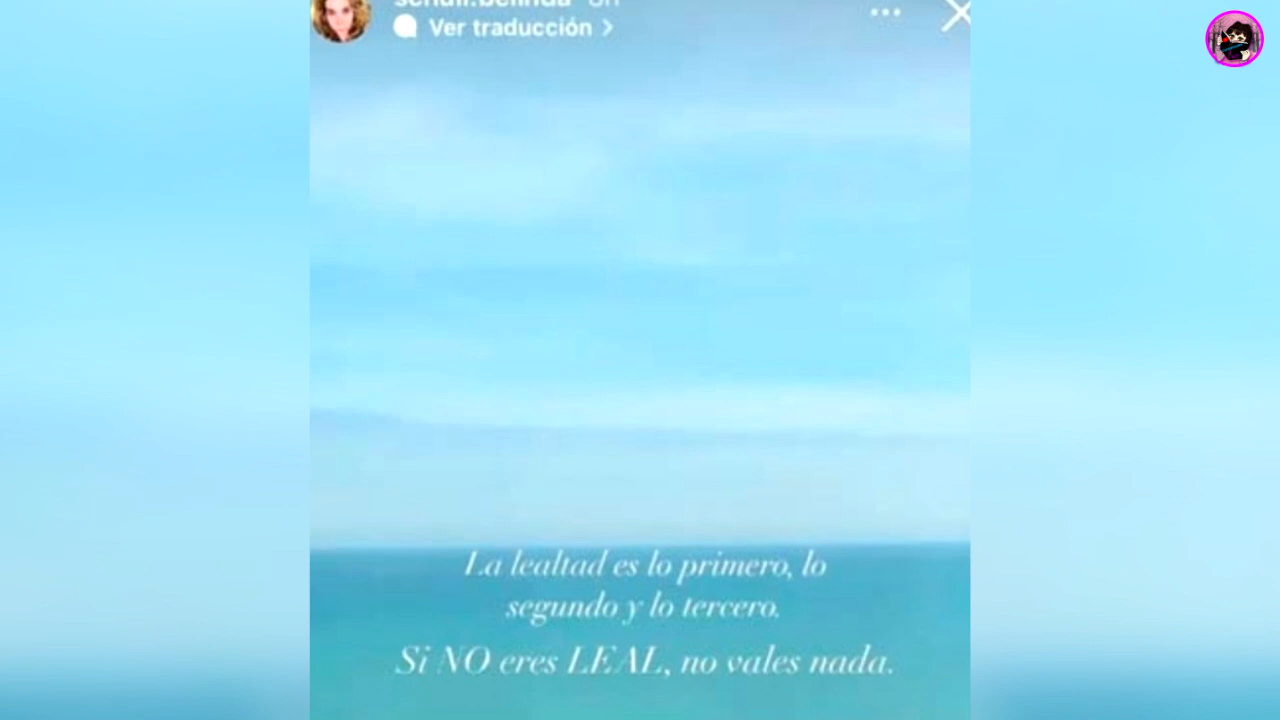 Ver traducción
La lealtad es lo primero, lo
segundo y lo tercero.
Si NO eres LEAL, no vales nada.